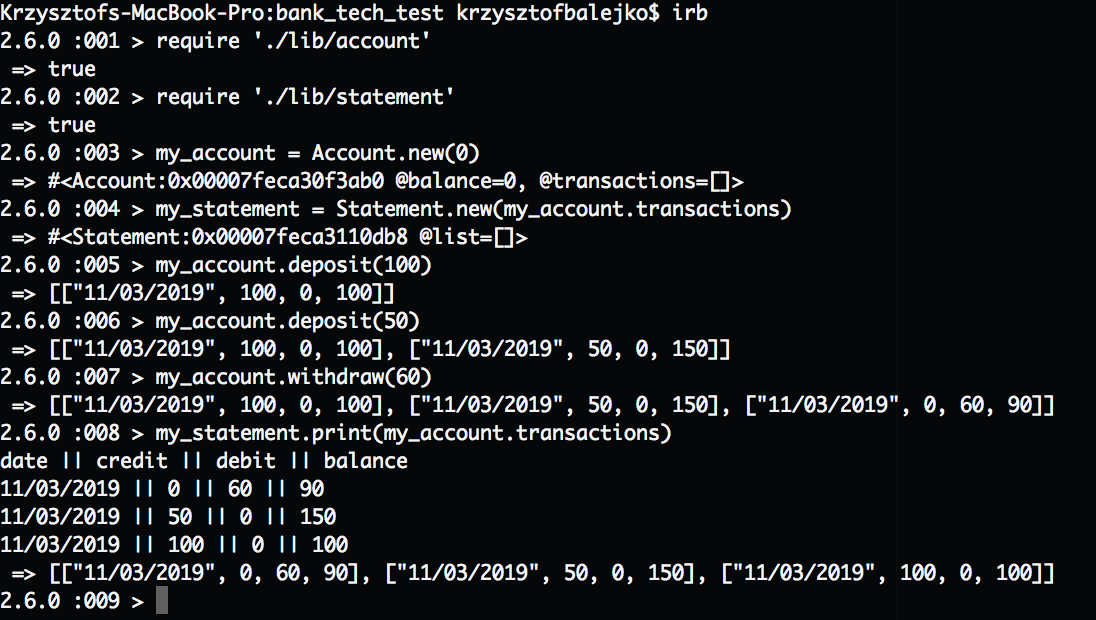 Krzysztofs-MacBook-Pro:bank_tech_test krzysztofbalejko$ irb
2.6.0 :001 > require './lib/account'
 => true
2.6.0 :002 > require './lib/statement'
 => true
2.6.0 :003 > my_account = Account.new(0)
 => #<Account:0x00007feca30f3ab0 @balance=0, @transactions=[]>
2.6.0 :004 > my_statement = Statement.new(my_account.transactions)
 => #<Statement:0x00007feca3110db8 @list=[]>
2.6.0 :005 > my_account.deposit(100)
 => [["11/03/2019", 100, 0, 100]]
2.6.0 :006 > my_account.deposit(50)
 => [["11/03/2019", 100, 0, 100], ["11/03/2019", 50, 0, 150]]
2.6.0 :007 > my_account.withdraw(60)
 => [["11/03/2019", 100, 0, 100], ["11/03/2019", 50, 0, 150], ["11/03/2019", 0, 60, 90]]
2.6.0 :008 > my_statement.print(my_account.transactions)
date || credit || debit || balance
11/03/2019 || 0 || 60 || 90
11/03/2019 || 50 || 0 || 150
11/03/2019 || 100 || 0 || 100
 => [["11/03/2019", 0, 60, 90], ["11/03/2019", 50, 0, 150], ["11/03/2019", 100, 0, 100]]
2.6.0 :009 >